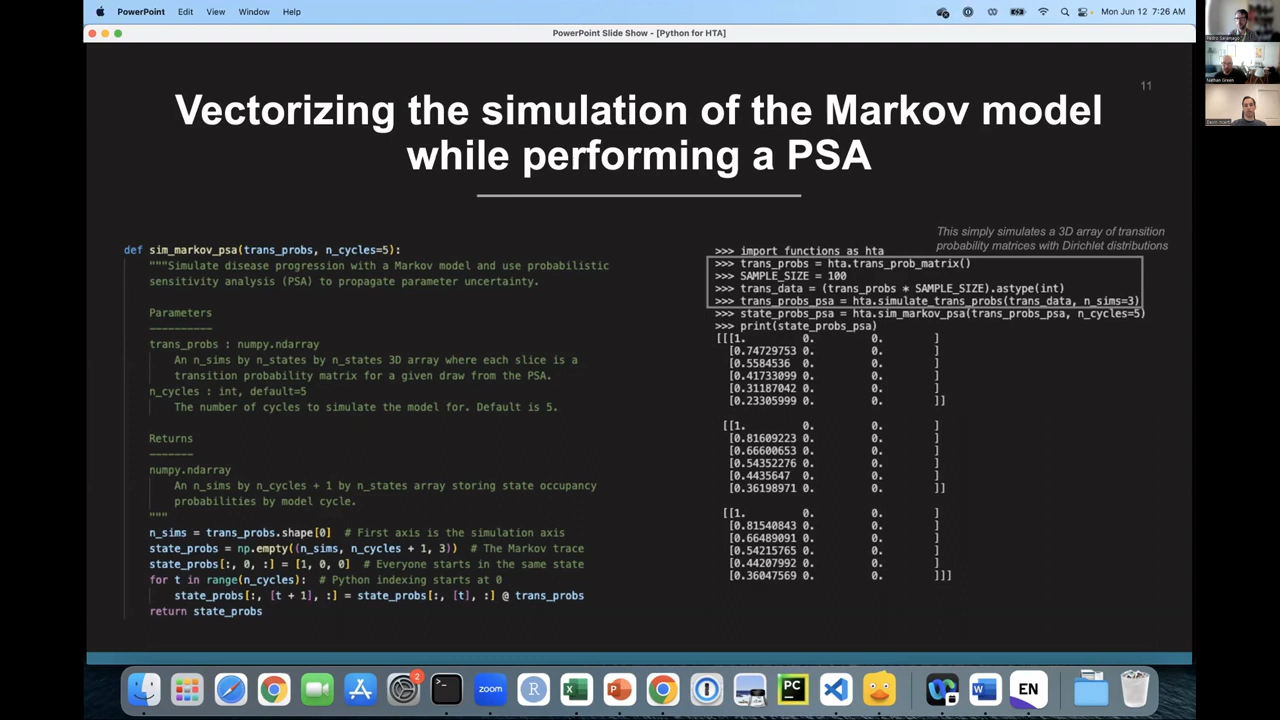 PowerPoint Edit View Window Help
Mon Jun 12 7:26 AM
PowerPoint Slide Show - [Python for HTA]
11
Vectorizing the simulation of the Markov model
while performing a PSA
def sim_markov_psa(trans_probs, n_cycles=5):
"""Simulate disease progression with a Markov model and use probabilistic
sensitivity analysis (PSA) to propagate parameter uncertainty.
Parameters
----------
trans_probs : numpy.ndarray
An n_sims by n_states by n_states 3D array where each slice is a
transition probability matrix for a given draw from the PSA.
n_cycles : int, default=5
The number of cycles to simulate the model for. Default is 5.
Returns
-------
numpy.ndarray
An n_sims by n_cycles + 1 by n_states array storing state occupancy
probabilities by model cycle.
"""
n_sims = trans_probs.shape[0] # First axis is the simulation axis
state_probs = np.empty((n_sims, n_cycles + 1, 3)) # The Markov trace
state_probs[:, 0, :] = [1, 0, 0] # Everyone starts in the same state
for t in range(n_cycles): # Python indexing starts at 0
state_probs[:, [t + 1], :] = state_probs[:, [t], :] @ trans_probs
return state_probs
This simply simulates a 3D array of transition
probability matrices with Dirichlet distributions
>>> import functions as hta
>>> trans_probs = hta.trans_prob_matrix()
>>> SAMPLE_SIZE = 100
>>> trans_data = (trans_probs * SAMPLE_SIZE).astype(int)
>>> trans_probs_psa = hta.simulate_trans_probs(trans_data, n_sims=3)
>>> state_probs_psa = hta.sim_markov_psa(trans_probs_psa, n_cycles=5)
>>> print(state_probs_psa)
[[[1. 0. 0. ]
[0.74729753 0. 0. ]
[0.5584536 0. 0. ]
[0.41733099 0. 0. ]
[0.31187042 0. 0. ]
[0.23305999 0. 0. ]]
[[1. 0. 0. ]
[0.81609223 0. 0. ]
[0.66600653 0. 0. ]
[0.54352276 0. 0. ]
[0.4435647 0. 0. ]
[0.36198971 0. 0. ]]
[[1. 0. 0. ]
[0.81540843 0. 0. ]
[0.66489091 0. 0. ]
[0.54215765 0. 0. ]
[0.44207992 0. 0. ]
[0.36047569 0. 0. ]]]
Nathan Green
2
zoom
R
PC
EN